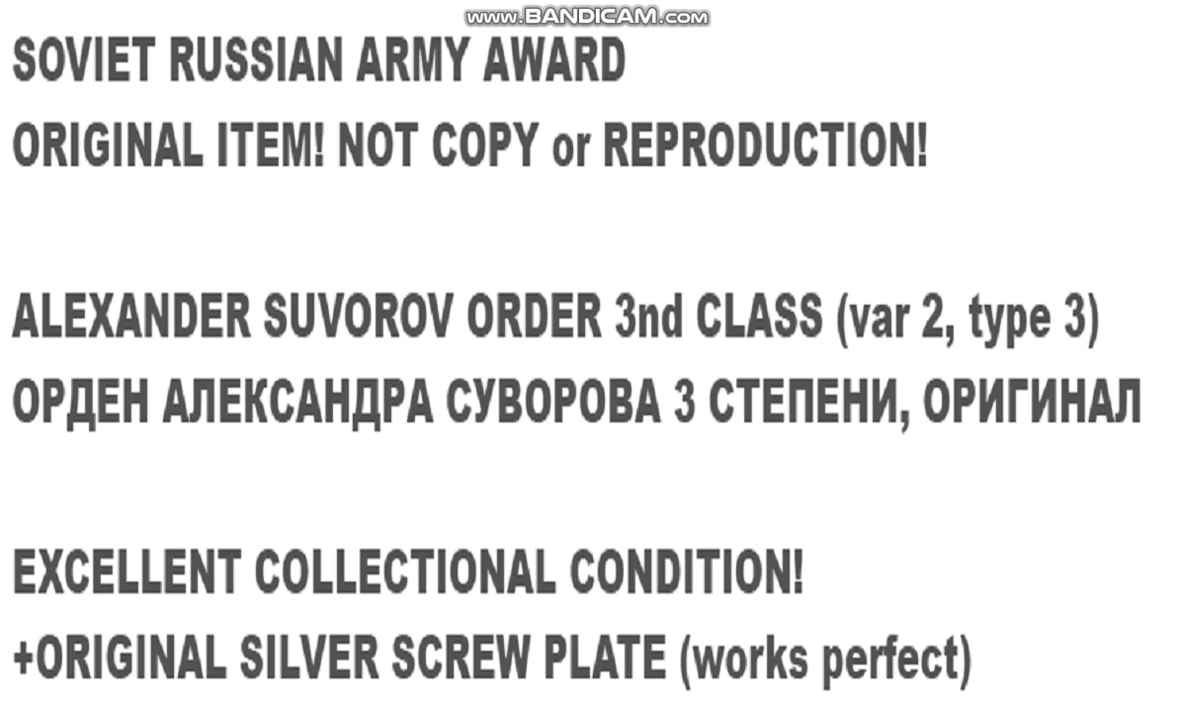 www.BANDICAM.com
SOVIET RUSSIAN ARMY AWARD
ORIGINAL ITEM! NOT COPY or REPRODUCTION!
ALEXANDER SUVOROV ORDER 3nd CLASS (var 2, type 3)
ОРДЕН АЛЕКСАНДРА СУВОРОВА 3 СТЕПЕНИ, ОРИГИНАЛ
EXCELLENT COLLECTIONAL CONDITION!
+ORIGINAL SILVER SCREW PLATE (works perfect)